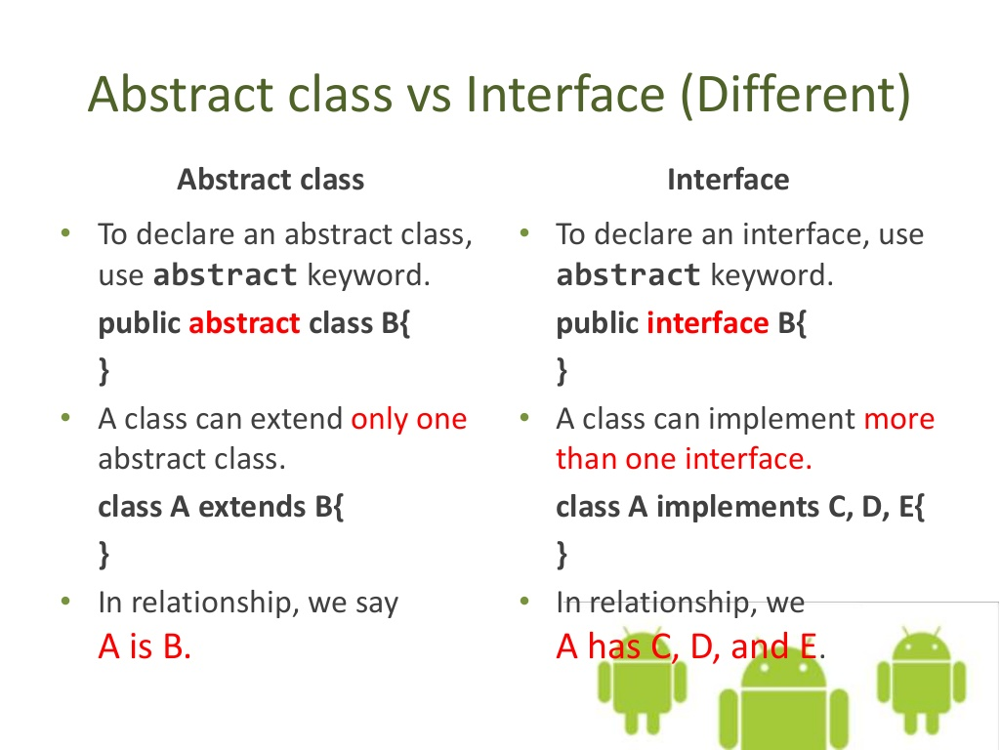 Abstract class vs Interface (Different)
Abstract class
• To declare an abstract class,
use abstract keyword.
public abstract class B{
}
• A class can extend only one
abstract class.
class A extends B{
}
• In relationship, we say
A is B.
Interface
• To declare an interface, use
abstract keyword.
public interface B{
}
• A class can implement more
than one interface.
class A implements C, D, E{
}
• In relationship, we
A has C, D, and E.